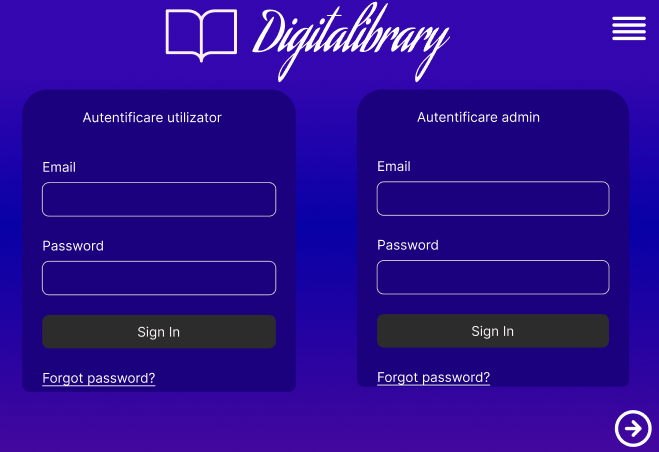 Digitalibrary
Autentificare utilizator
Email
Password
Sign In
Forgot password?
Autentificare admin
Email
Password
Sign In
Forgot password?